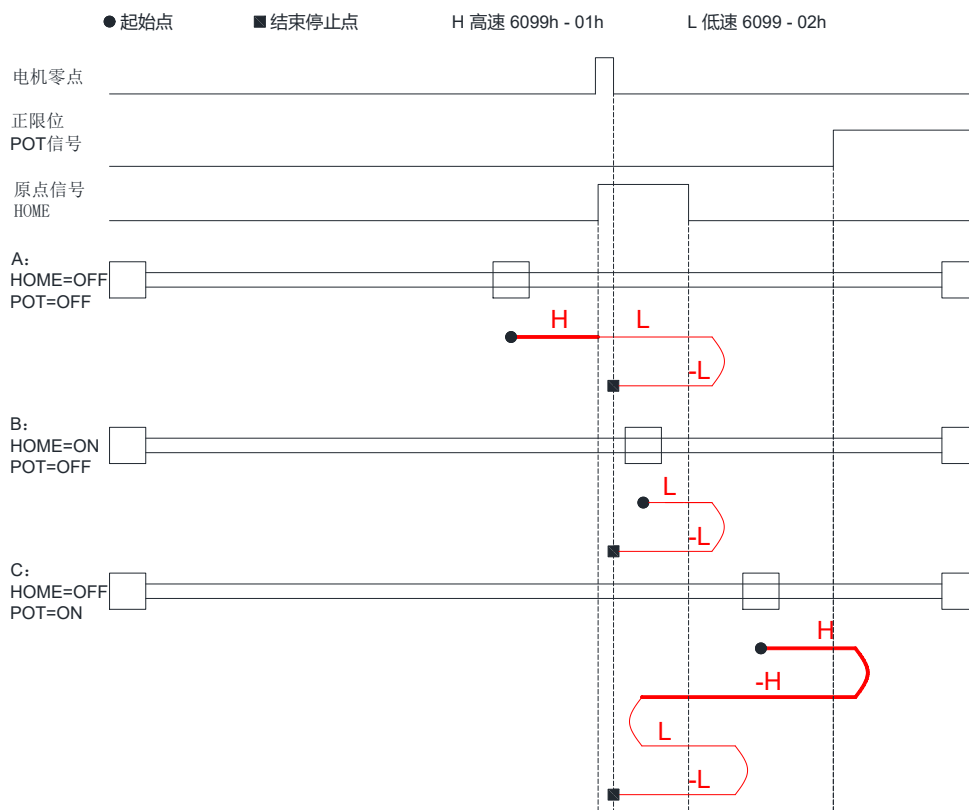 起始点
结束停止点
H 高速 6099h - 01h
L 低速 6099 - 02h
电机零点
正限位
POT信号
原点信号
HOME
A:
HOME=OFF
POT=OFF
H
L
-L
B:
HOME=ON
POT=OFF
L
-L
C:
HOME=OFF
POT=ON
H
-H
L
-L